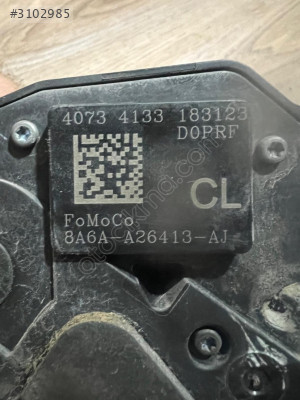 #3102985
4073 4133 183123
D0PRF
CL
FoMoCo
8A6A-A26413-AJ